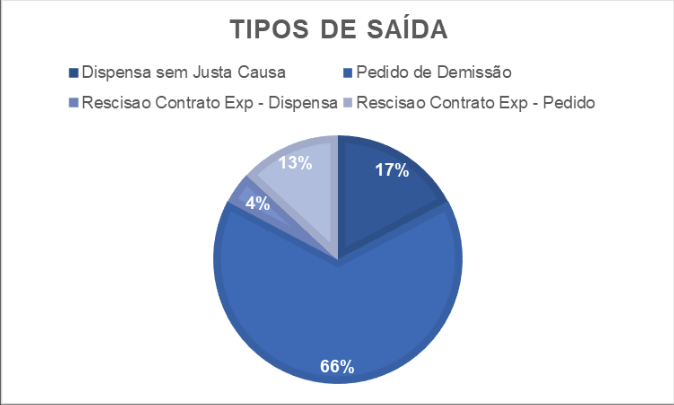 TIPOS DE SAÍDA
Dispensa sem Justa Causa Pedido de Demissão
Rescisao Contrato Exp - Dispensa Rescisao Contrato Exp - Pedido
13% 17%
4%
66%